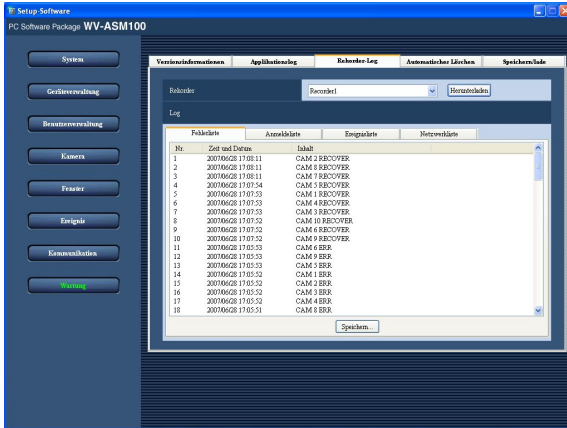 Setup-Software
PC Software Package WV-ASM100
System
Geräteverwaltung
Benutzerverwaltung
Kamera
Fenster
Ereignis
Kommunikation
Wartung
Versionsinformationen Applikationslog Rekorder-Log Automatisches Löschen Speichern/lade
Rekorder Recorder1 Herunterladen
Log
Fehlerliste Anmeldeliste Ereignisliste Netzwerkliste
Nr. Zeit und Datum Inhalt
1 2007/06/28 17:08:11 CAM 2 RECOVER
2 2007/06/28 17:08:11 CAM 8 RECOVER
3 2007/06/28 17:08:11 CAM 7 RECOVER
4 2007/06/28 17:07:54 CAM 5 RECOVER
5 2007/06/28 17:07:53 CAM 1 RECOVER
6 2007/06/28 17:07:53 CAM 4 RECOVER
7 2007/06/28 17:07:53 CAM 3 RECOVER
8 2007/06/28 17:07:52 CAM 10 RECOVER
9 2007/06/28 17:07:52 CAM 6 RECOVER
10 2007/06/28 17:07:52 CAM 9 RECOVER
11 2007/06/28 17:05:53 CAM 6 ERR
12 2007/06/28 17:05:53 CAM 9 ERR
13 2007/06/28 17:05:53 CAM 5 ERR
14 2007/06/28 17:05:52 CAM 1 ERR
15 2007/06/28 17:05:52 CAM 2 ERR
16 2007/06/28 17:05:52 CAM 3 ERR
17 2007/06/28 17:05:52 CAM 4 ERR
18 2007/06/28 17:05:51 CAM 8 ERR
Speichern...